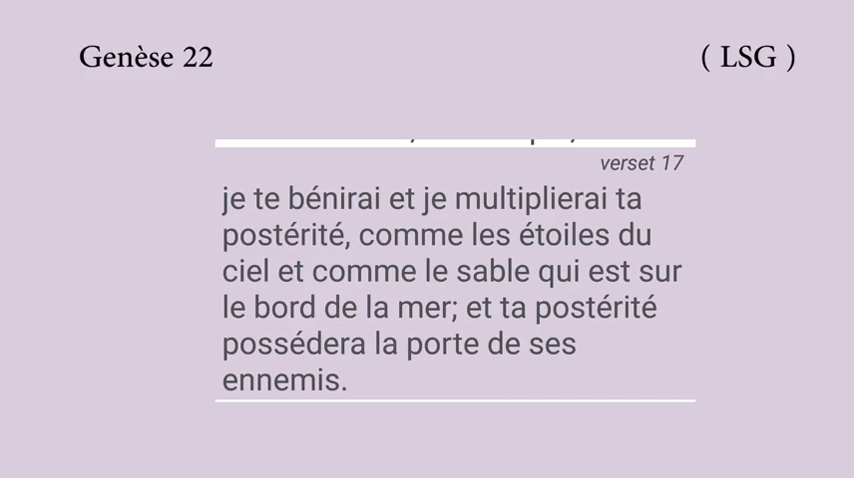 Genèse 22
( LSG )
verset 17
je te bénirai et je multiplierai ta
postérité, comme les étoiles du
ciel et comme le sable qui est sur
le bord de la mer; et ta postérité
possédera la porte de ses
ennemis.